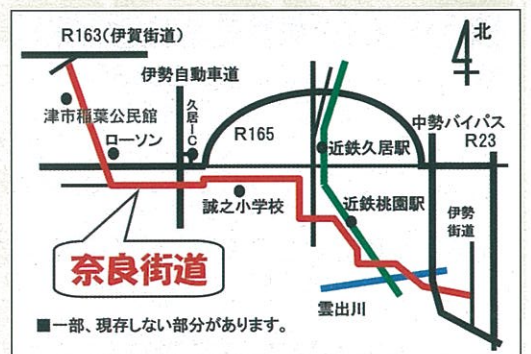 R163(伊賀街道)
北
伊勢自動車道
中勢バイパス
R23
津市稲葉公民館
久居IC
R165
ローソン
近鉄久居駅
誠之小学校
近鉄桃園駅
伊勢
街道
奈良街道
雲出川
■一部、現存しない部分があります。